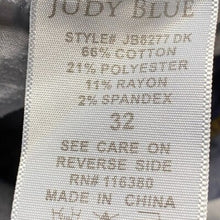 JUDY BLUE
STYLE# JB8277 DK
66% COTTON
21% POLYESTER
11% RAYON
2% SPANDEX
32
SEE CARE ON
REVERSE SIDE
RN# 116380
MADE IN CHINA